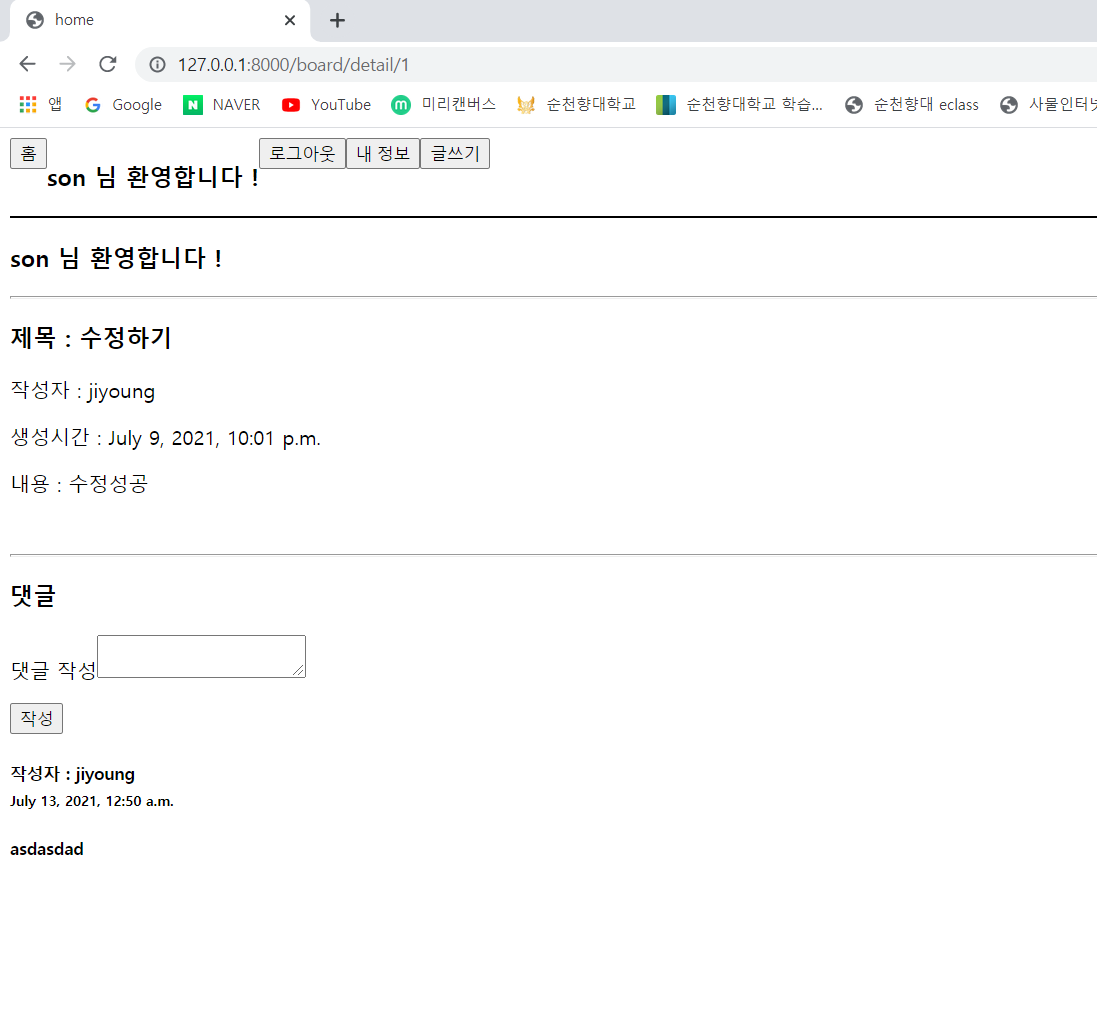 home
127.0.0.1:8000/board/detail/1
앱 Google NAVER YouTube 미리캔버스 순천향대학교 순천향대학교 학습... 순천향대 eclass 사물인터넷
홈 son 님 환영합니다 ! 로그아웃 내 정보 글쓰기
son 님 환영합니다 !
제목 : 수정하기
작성자 : jiyoung
생성시간 : July 9, 2021, 10:01 p.m.
내용 : 수정성공
댓글
댓글 작성
작성
작성자 : jiyoung
July 13, 2021, 12:50 a.m.
asdasdad